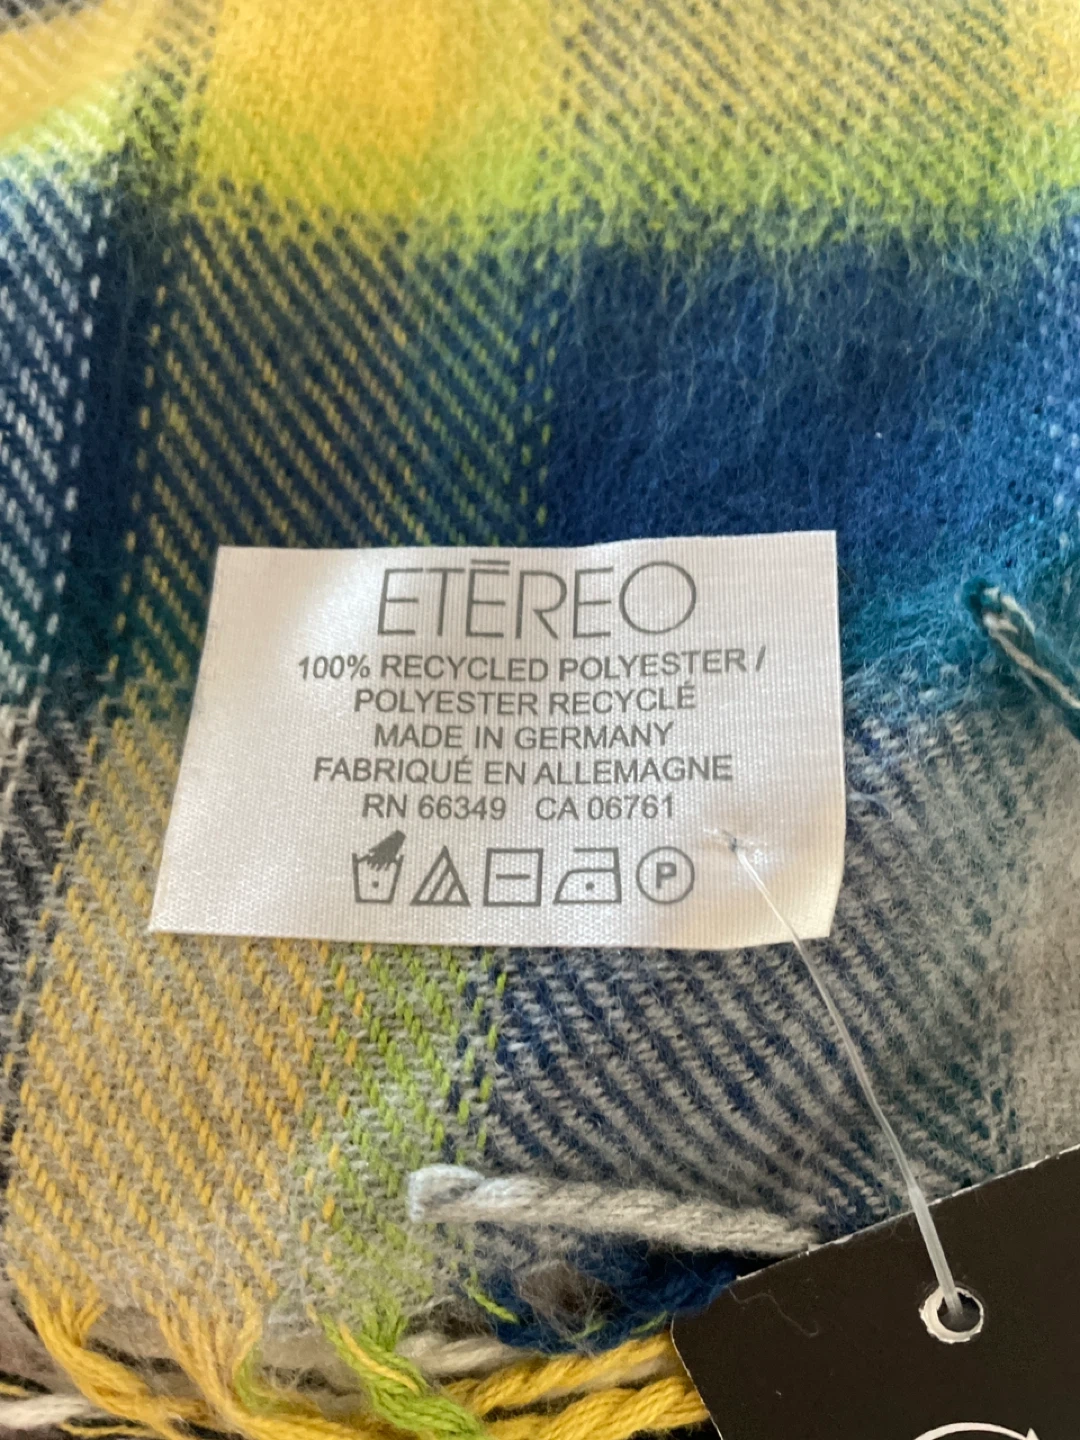 ETĒREO
100% RECYCLED POLYESTER /
POLYESTER RECYCLÉ
MADE IN GERMANY
FABRIQUÉ EN ALLEMAGNE
RN 66349 CA 06761
P